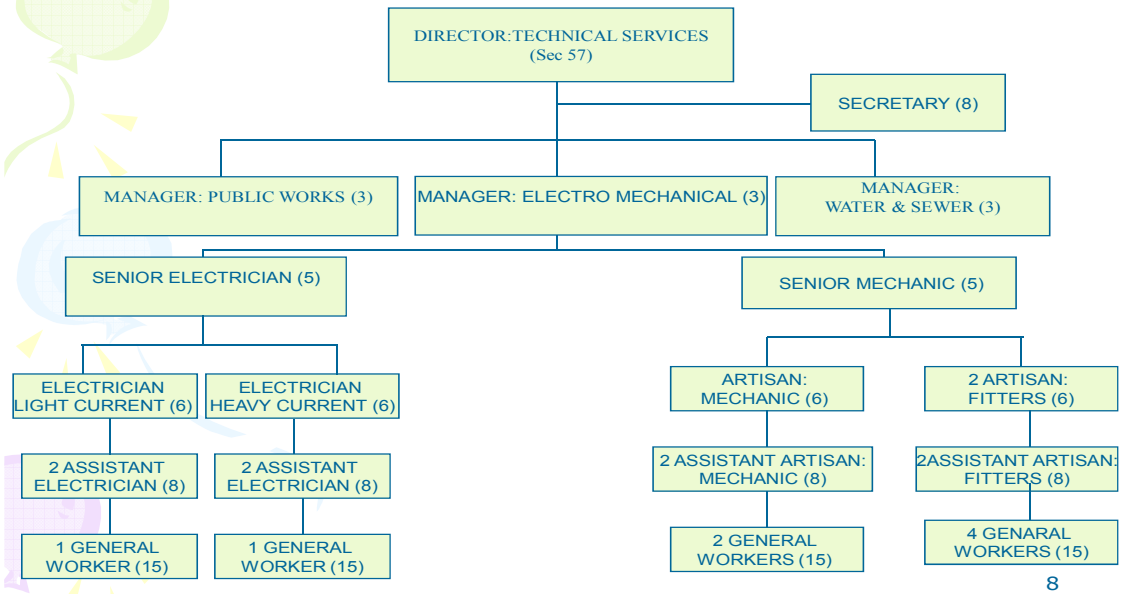 DIRECTOR:TECHNICAL SERVICES
(Sec 57)
SECRETARY (8)
MANAGER: PUBLIC WORKS (3)
MANAGER: ELECTRO MECHANICAL (3)
MANAGER:
WATER & SEWER (3)
SENIOR ELECTRICIAN (5)
SENIOR MECHANIC (5)
ELECTRICIAN
LIGHT CURRENT (6)
ELECTRICIAN
HEAVY CURRENT (6)
ARTISAN:
MECHANIC (6)
2 ARTISAN:
FITTERS (6)
2 ASSISTANT
ELECTRICIAN (8)
2 ASSISTANT
ELECTRICIAN (8)
2 ASSISTANT ARTISAN:
MECHANIC (8)
2ASSISTANT ARTISAN:
FITTERS (8)
1 GENERAL
WORKER (15)
1 GENERAL
WORKER (15)
2 GENERAL
WORKERS (15)
4 GENARAL
WORKERS (15)
8